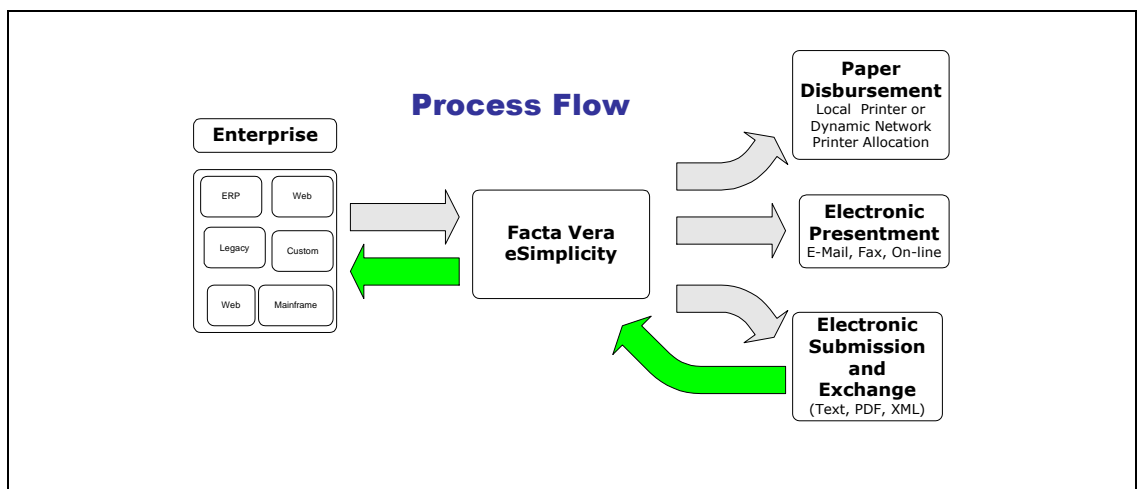 Process Flow
Enterprise
ERP
Web
Legacy
Custom
Web
Mainframe
Facta Vera
eSimplicity
Paper
Disbursement
Local Printer or
Dynamic Network
Printer Allocation
Electronic
Presentment
E-Mail, Fax, On-line
Electronic
Submission
and
Exchange
(Text, PDF, XML)